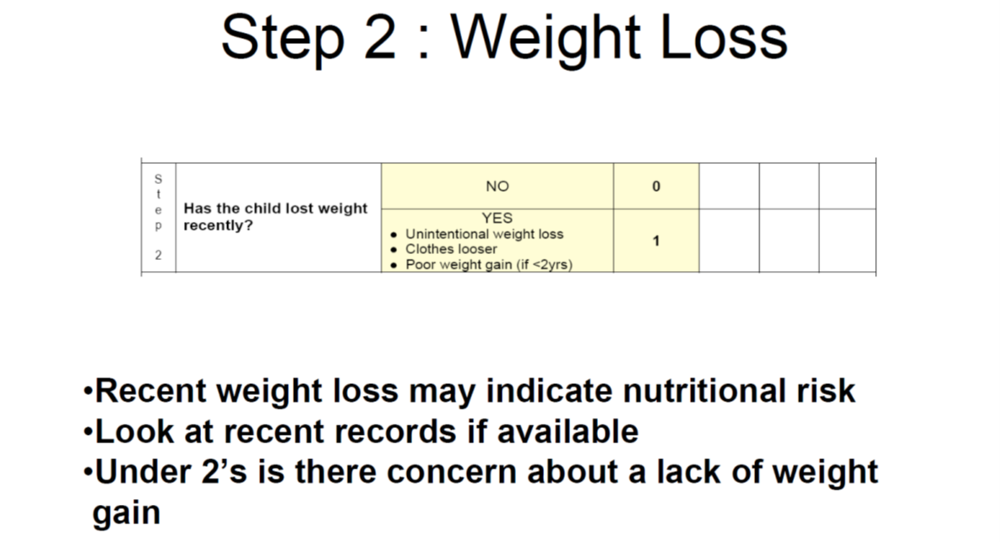 Step 2 : Weight Loss
Step 2
Has the child lost weight
recently?
NO
0
YES
• Unintentional weight loss
• Clothes looser
• Poor weight gain (if <2yrs)
1
•Recent weight loss may indicate nutritional risk
•Look at recent records if available
•Under 2’s is there concern about a lack of weight
gain